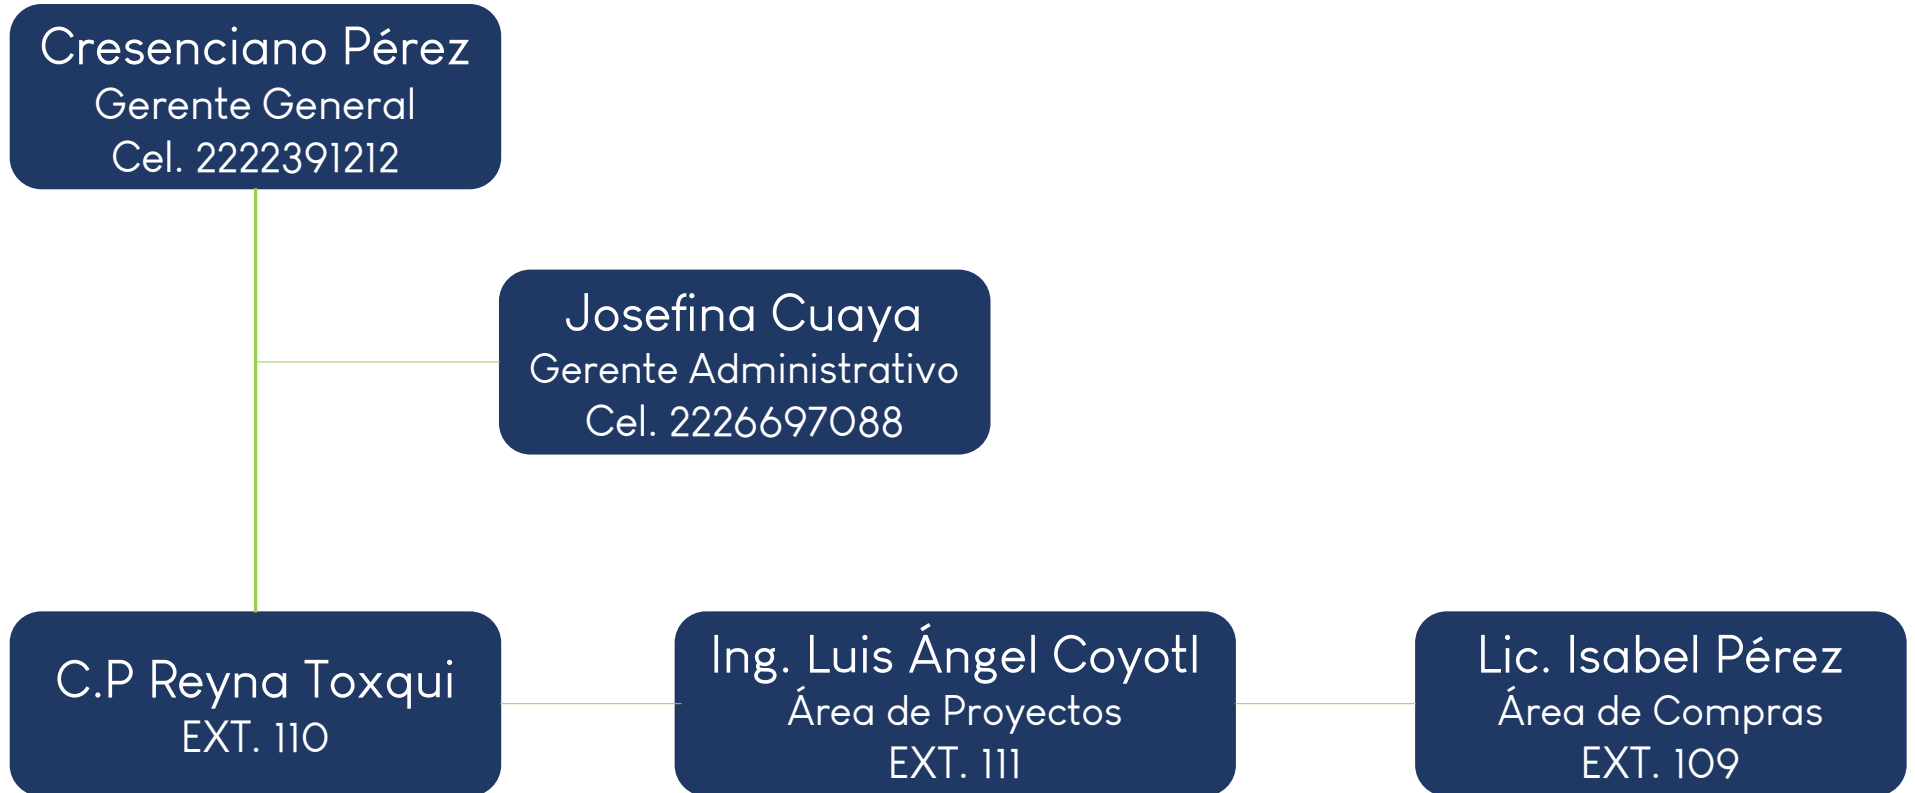 Cresenciano Pérez
Gerente General
Cel. 2222391212
Josefina Cuaya
Gerente Administrativo
Cel. 2226697088
C.P Reyna Toxqui
EXT. 110
Ing. Luis Ángel Coyotl
Área de Proyectos
EXT. 111
Lic. Isabel Pérez
Área de Compras
EXT. 109